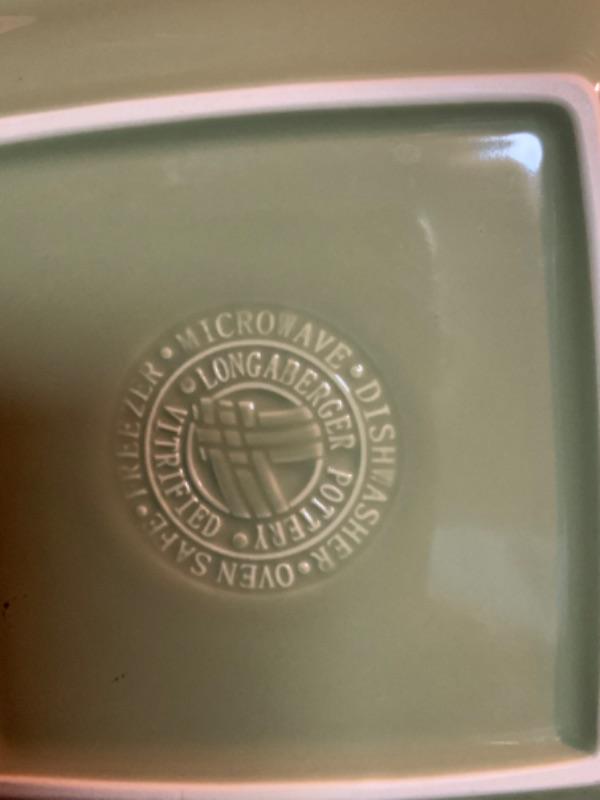 MICROWAVE • DISHWASHER • OVEN SAFE • FREEZER •
LONGABERGER POTTERY • VITRIFIED •